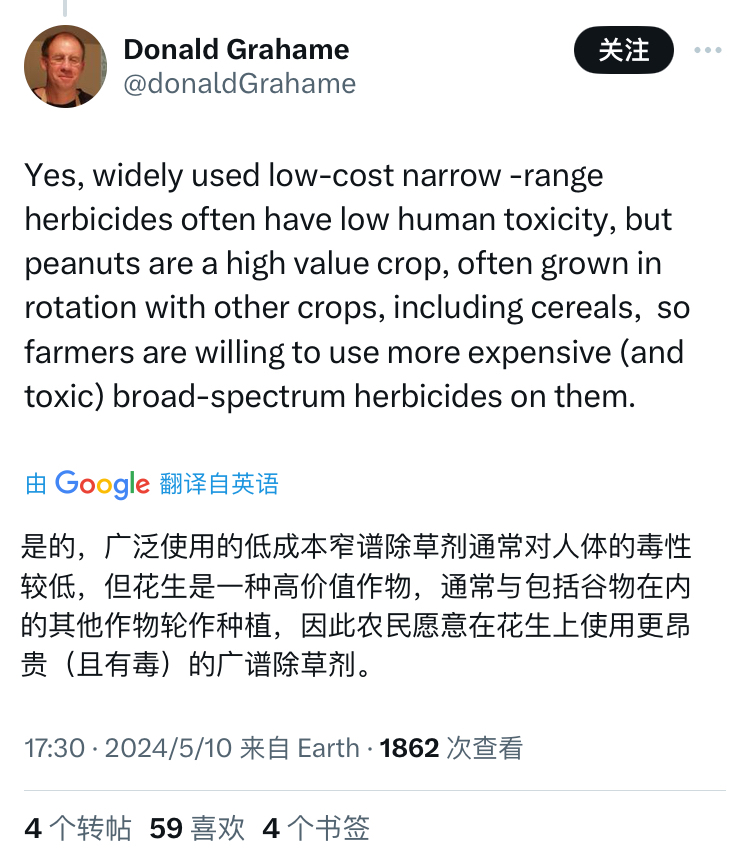 Donald Grahame
@donaldGrahame
关注
Yes, widely used low-cost narrow -range
herbicides often have low human toxicity, but
peanuts are a high value crop, often grown in
rotation with other crops, including cereals,  so
farmers are willing to use more expensive (and
toxic) broad-spectrum herbicides on them.
由 Google 翻译自英语
是的，广泛使用的低成本窄谱除草剂通常对人体的毒性
较低，但花生是一种高价值作物，通常与包括谷物在内
的其他作物轮作种植，因此农民愿意在花生上使用更昂
贵（且有毒）的广谱除草剂。
17:30 · 2024/5/10 来自 Earth · 1862 次查看
4 个转帖 59 喜欢 4 个书签